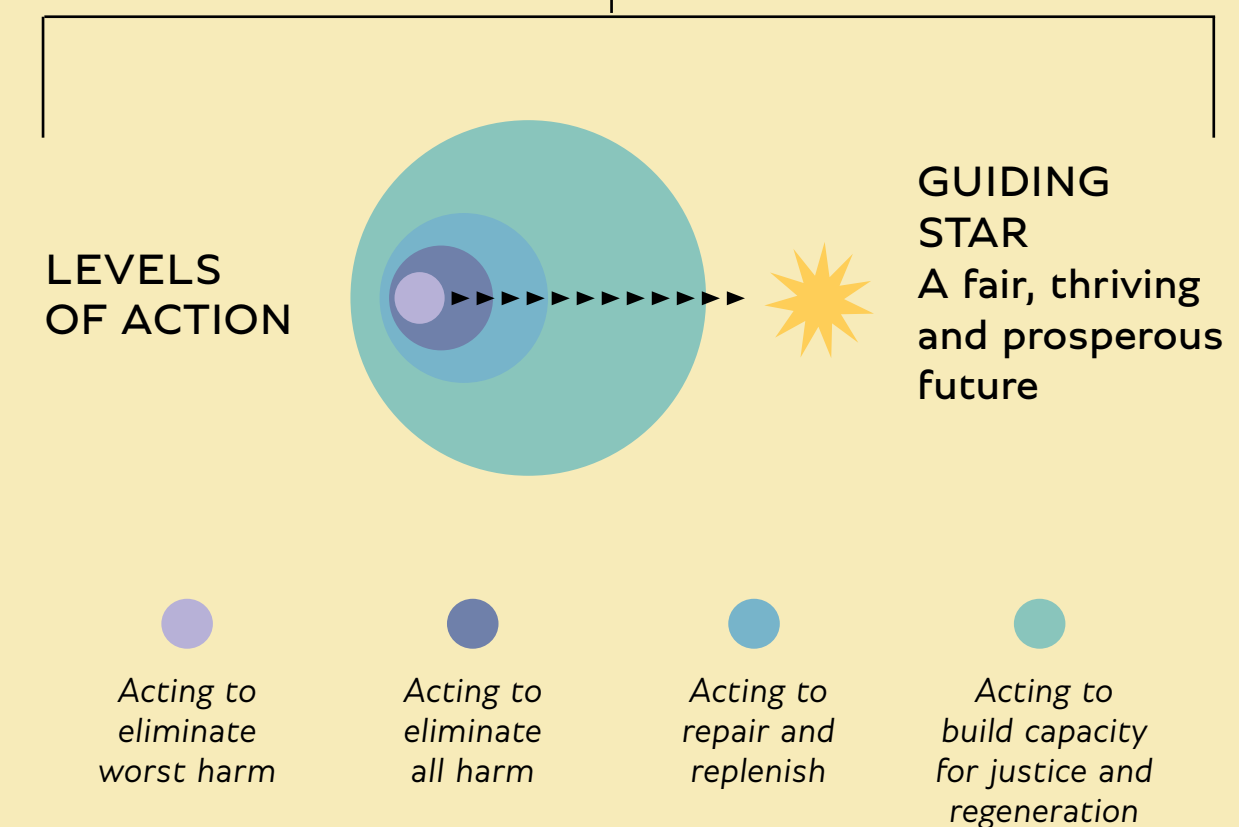 LEVELS
OF ACTION
GUIDING
STAR
A fair, thriving
and prosperous
future
Acting to
eliminate
worst harm
Acting to
eliminate
all harm
Acting to
repair and
replenish
Acting to
build capacity
for justice and
regeneration